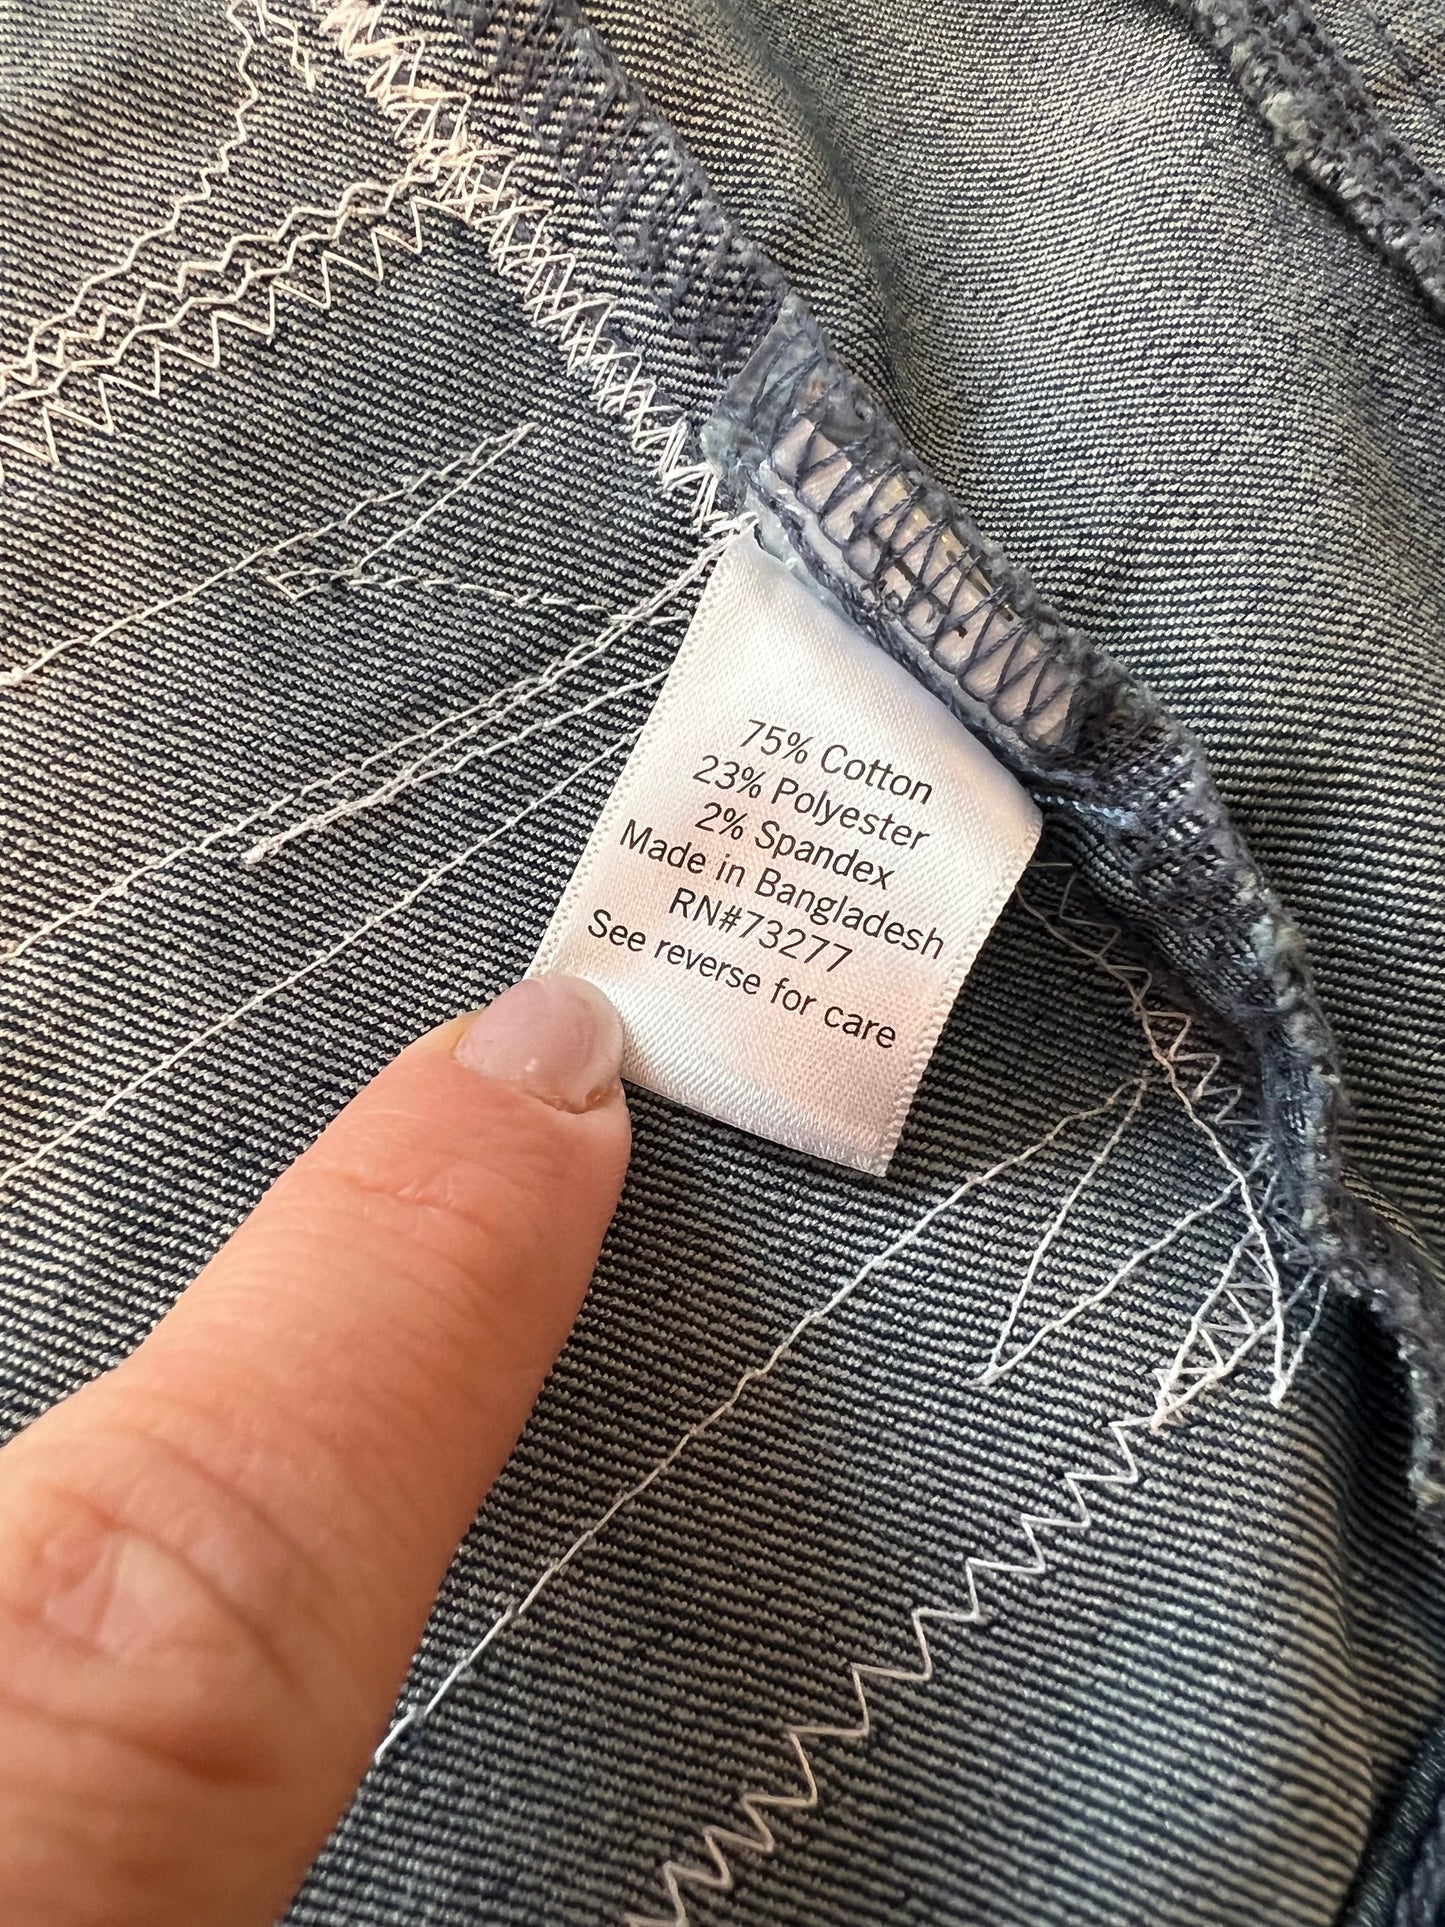 75% Cotton
23% Polyester
2% Spandex
Made in Bangladesh
RN#73277
See reverse for care